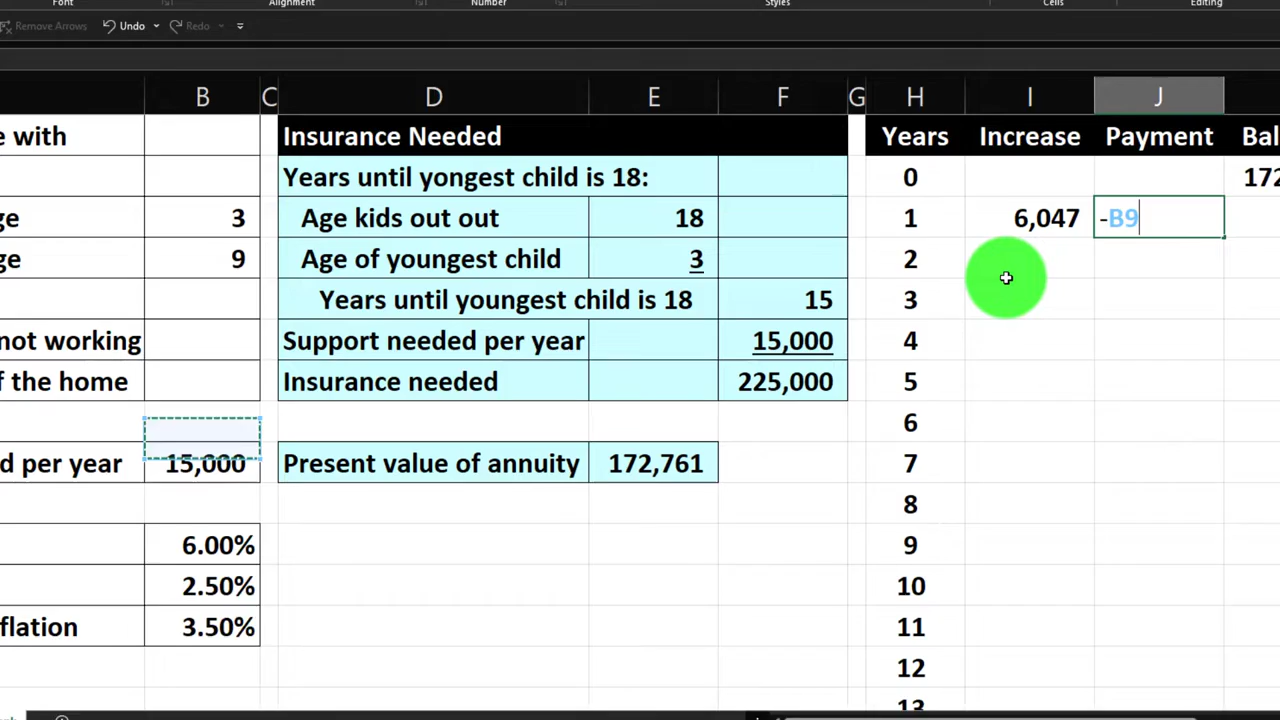 Font Alignment Number Styles Cells Editing
Remove Arrows Undo Redo
B C D E F G H I J
e with Insurance Needed Years Increase Payment Bal
Years until yongest child is 18: 0 172
ge 3 Age kids out out 18 1 6,047 -B9
ge 9 Age of youngest child 3 2
Years until youngest child is 18 15 3
not working Support needed per year 15,000 4
f the home Insurance needed 225,000 5
6
d per year 15,000 Present value of annuity 172,761 7
8
6.00% 9
2.50% 10
flation 3.50% 11
12
13